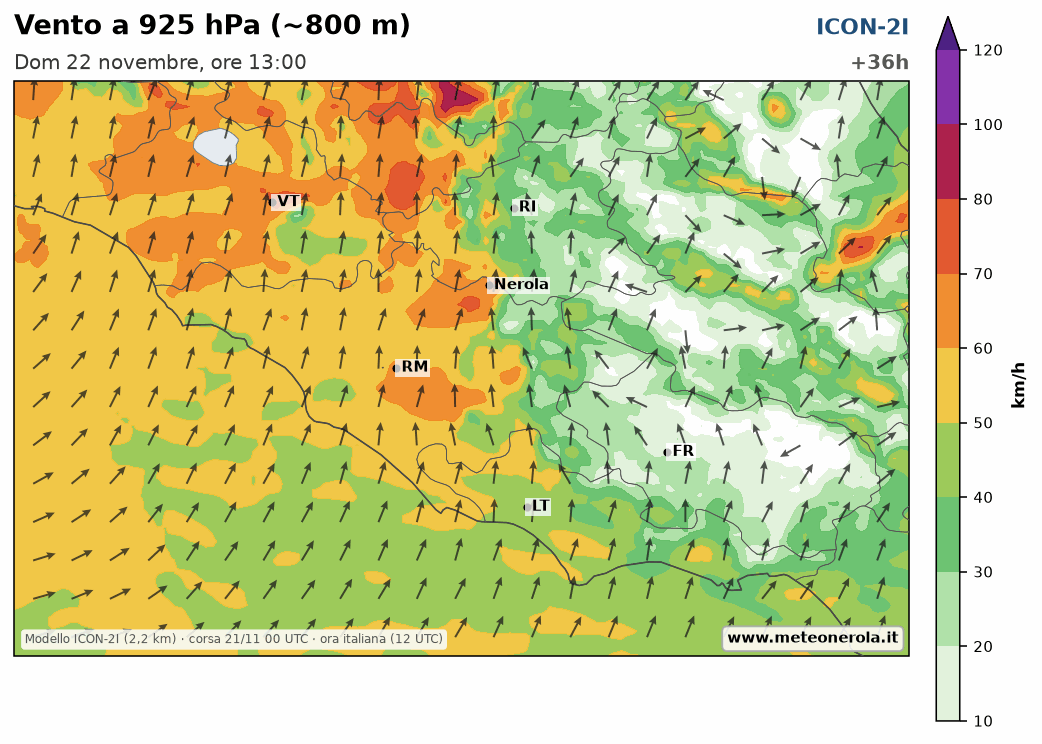 Vento a 925 hPa (~800 m)
ICON-2I
Dom 22 novembre, ore 13:00
+36h
120
100
80
70
60
50
40
30
20
10
km/h
VT
RI
Nerola
RM
FR
LT
Modello ICON-2I (2,2 km) · corsa 21/11 00 UTC · ora italiana (12 UTC)
www.meteonerola.it